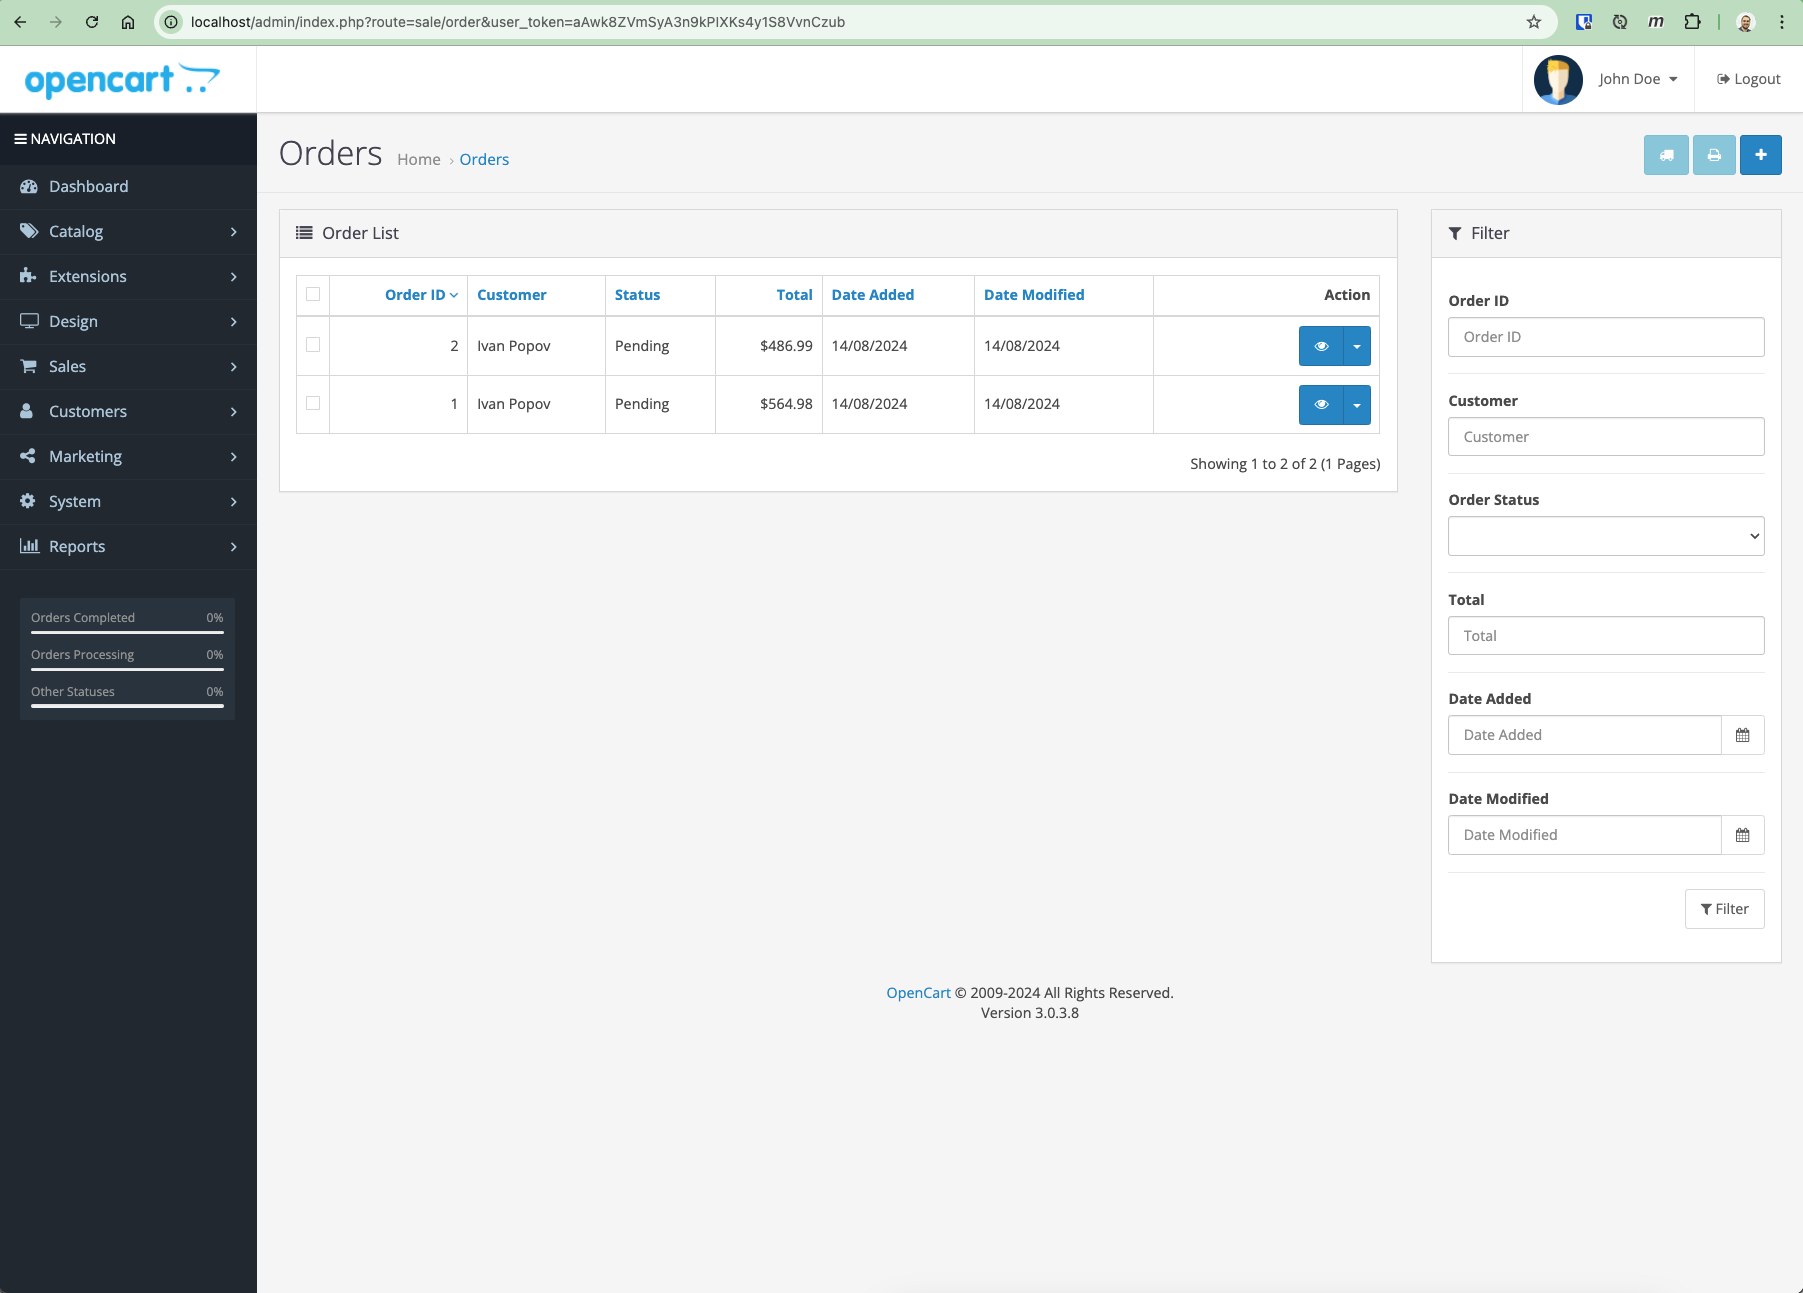 localhost/admin/index.php?route=sale/order&user_token=aAwk8ZVmSyA3n9kPIXKs4y1S8VvnCzub
m
opencart
John Doe
Logout
NAVIGATION
Dashboard
Catalog
Extensions
Design
Sales
Customers
Marketing
System
Reports
Orders Completed 0%
Orders Processing 0%
Other Statuses 0%
Orders Home › Orders
Order List
Order ID Customer Status Total Date Added Date Modified Action
2 Ivan Popov Pending $486.99 14/08/2024 14/08/2024
1 Ivan Popov Pending $564.98 14/08/2024 14/08/2024
Showing 1 to 2 of 2 (1 Pages)
Filter
Order ID
Order ID
Customer
Customer
Order Status
Total
Total
Date Added
Date Added
Date Modified
Date Modified
Filter
OpenCart © 2009-2024 All Rights Reserved.
Version 3.0.3.8